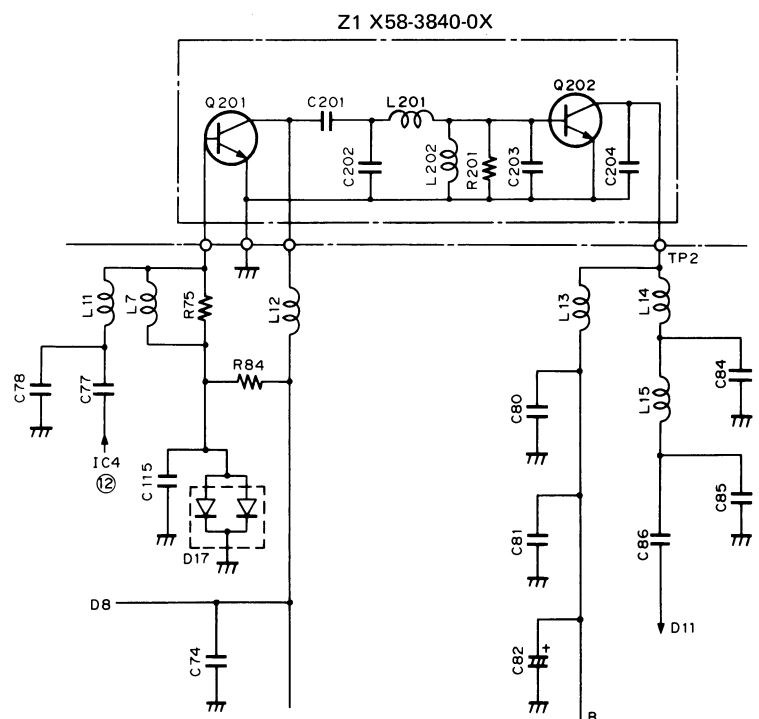 Z1 X58-3840-0X
Q201
C201
L201
Q202
C202
L202
R201
C203
C204
TP2
L11
L7
R75
L12
L13
L14
C78
C77
R84
C80
L15
C84
IC4
12
C115
D17
C81
C86
C85
D8
D11
C74
C82
+
B